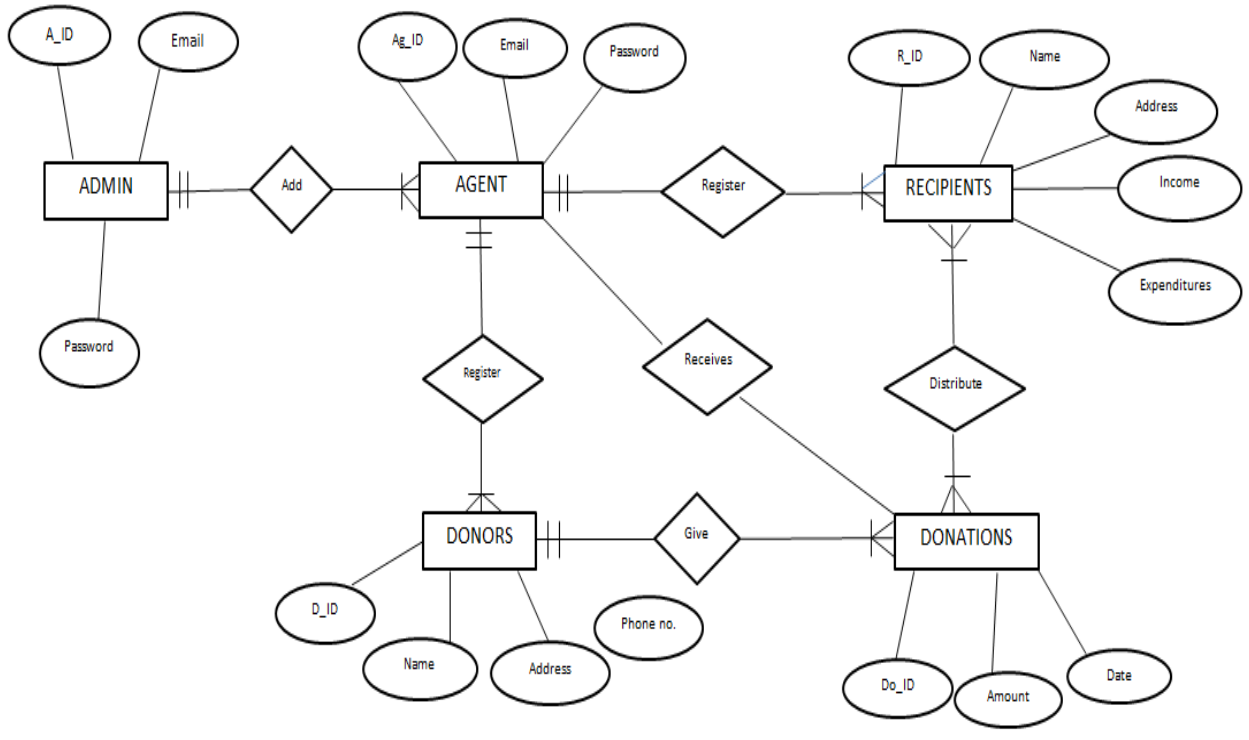 A_ID
Email
Ag_ID
Email
Password
R_ID
Name
Address
Income
Expenditures
ADMIN
Add
AGENT
Register
RECIPIENTS
Password
Register
Receives
Distribute
DONORS
Give
DONATIONS
D_ID
Name
Address
Phone no.
Do_ID
Amount
Date